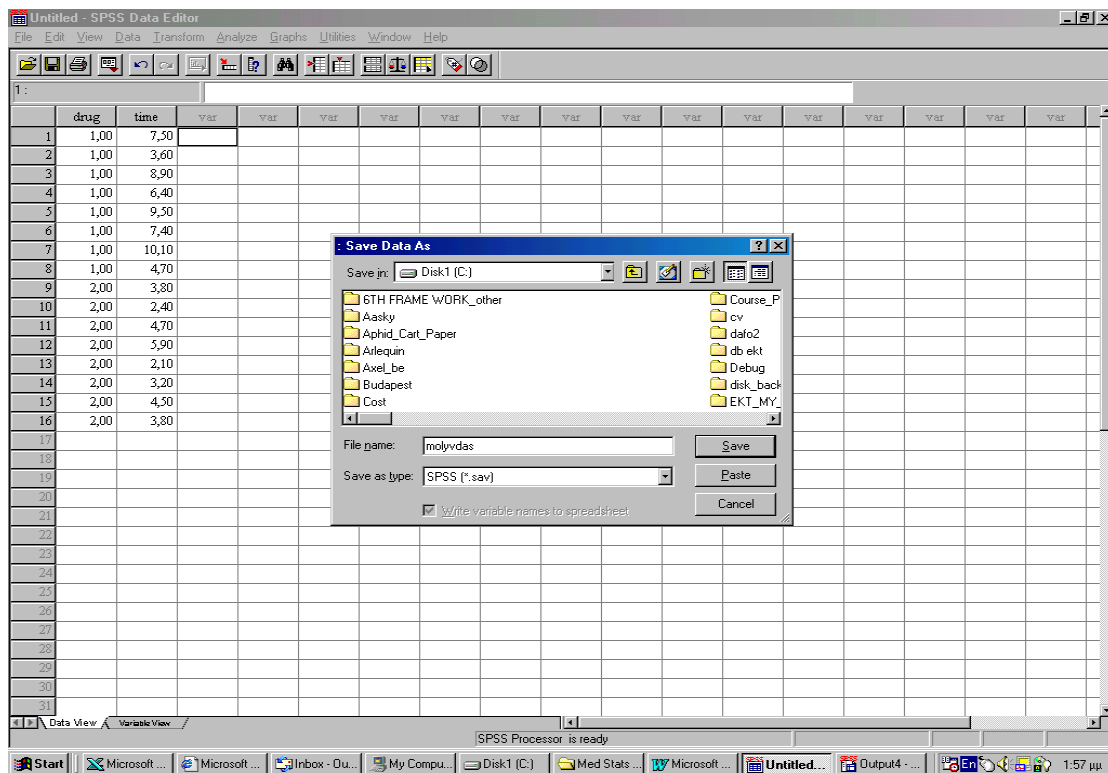 Untitled - SPSS Data Editor
File Edit View Data Transform Analyze Graphs Utilities Window Help
1 :
drug time var var var var var var var var var var var var var var var
1 1,00 7,50
2 1,00 3,60
3 1,00 8,90
4 1,00 6,40
5 1,00 9,50
6 1,00 7,40
7 1,00 10,10
8 1,00 4,70
9 2,00 3,80
10 2,00 2,40
11 2,00 4,70
12 2,00 5,90
13 2,00 2,10
14 2,00 3,20
15 2,00 4,50
16 2,00 3,80
17
18
19
20
21
22
23
24
25
26
27
28
29
30
31
: Save Data As
Save in: Disk1 (C:)
6TH FRAME WORK_other
Aasky
Aphid_Cart_Paper
Arlequin
Axel_be
Budapest
Cost
Course_P
cv
dafo2
db ekt
Debug
disk_back
EKT_MY_
File name: molyvdas Save
Save as type: SPSS (*.sav) Paste
Write variable names to spreadsheet Cancel
Data View Variable View
SPSS Processor is ready
Start Microsoft ... Microsoft ... Inbox - Ou... My Compu... Disk1 (C:) Med Stats ... Microsoft ... Untitled... Output4 - ... En 1:57 μμ